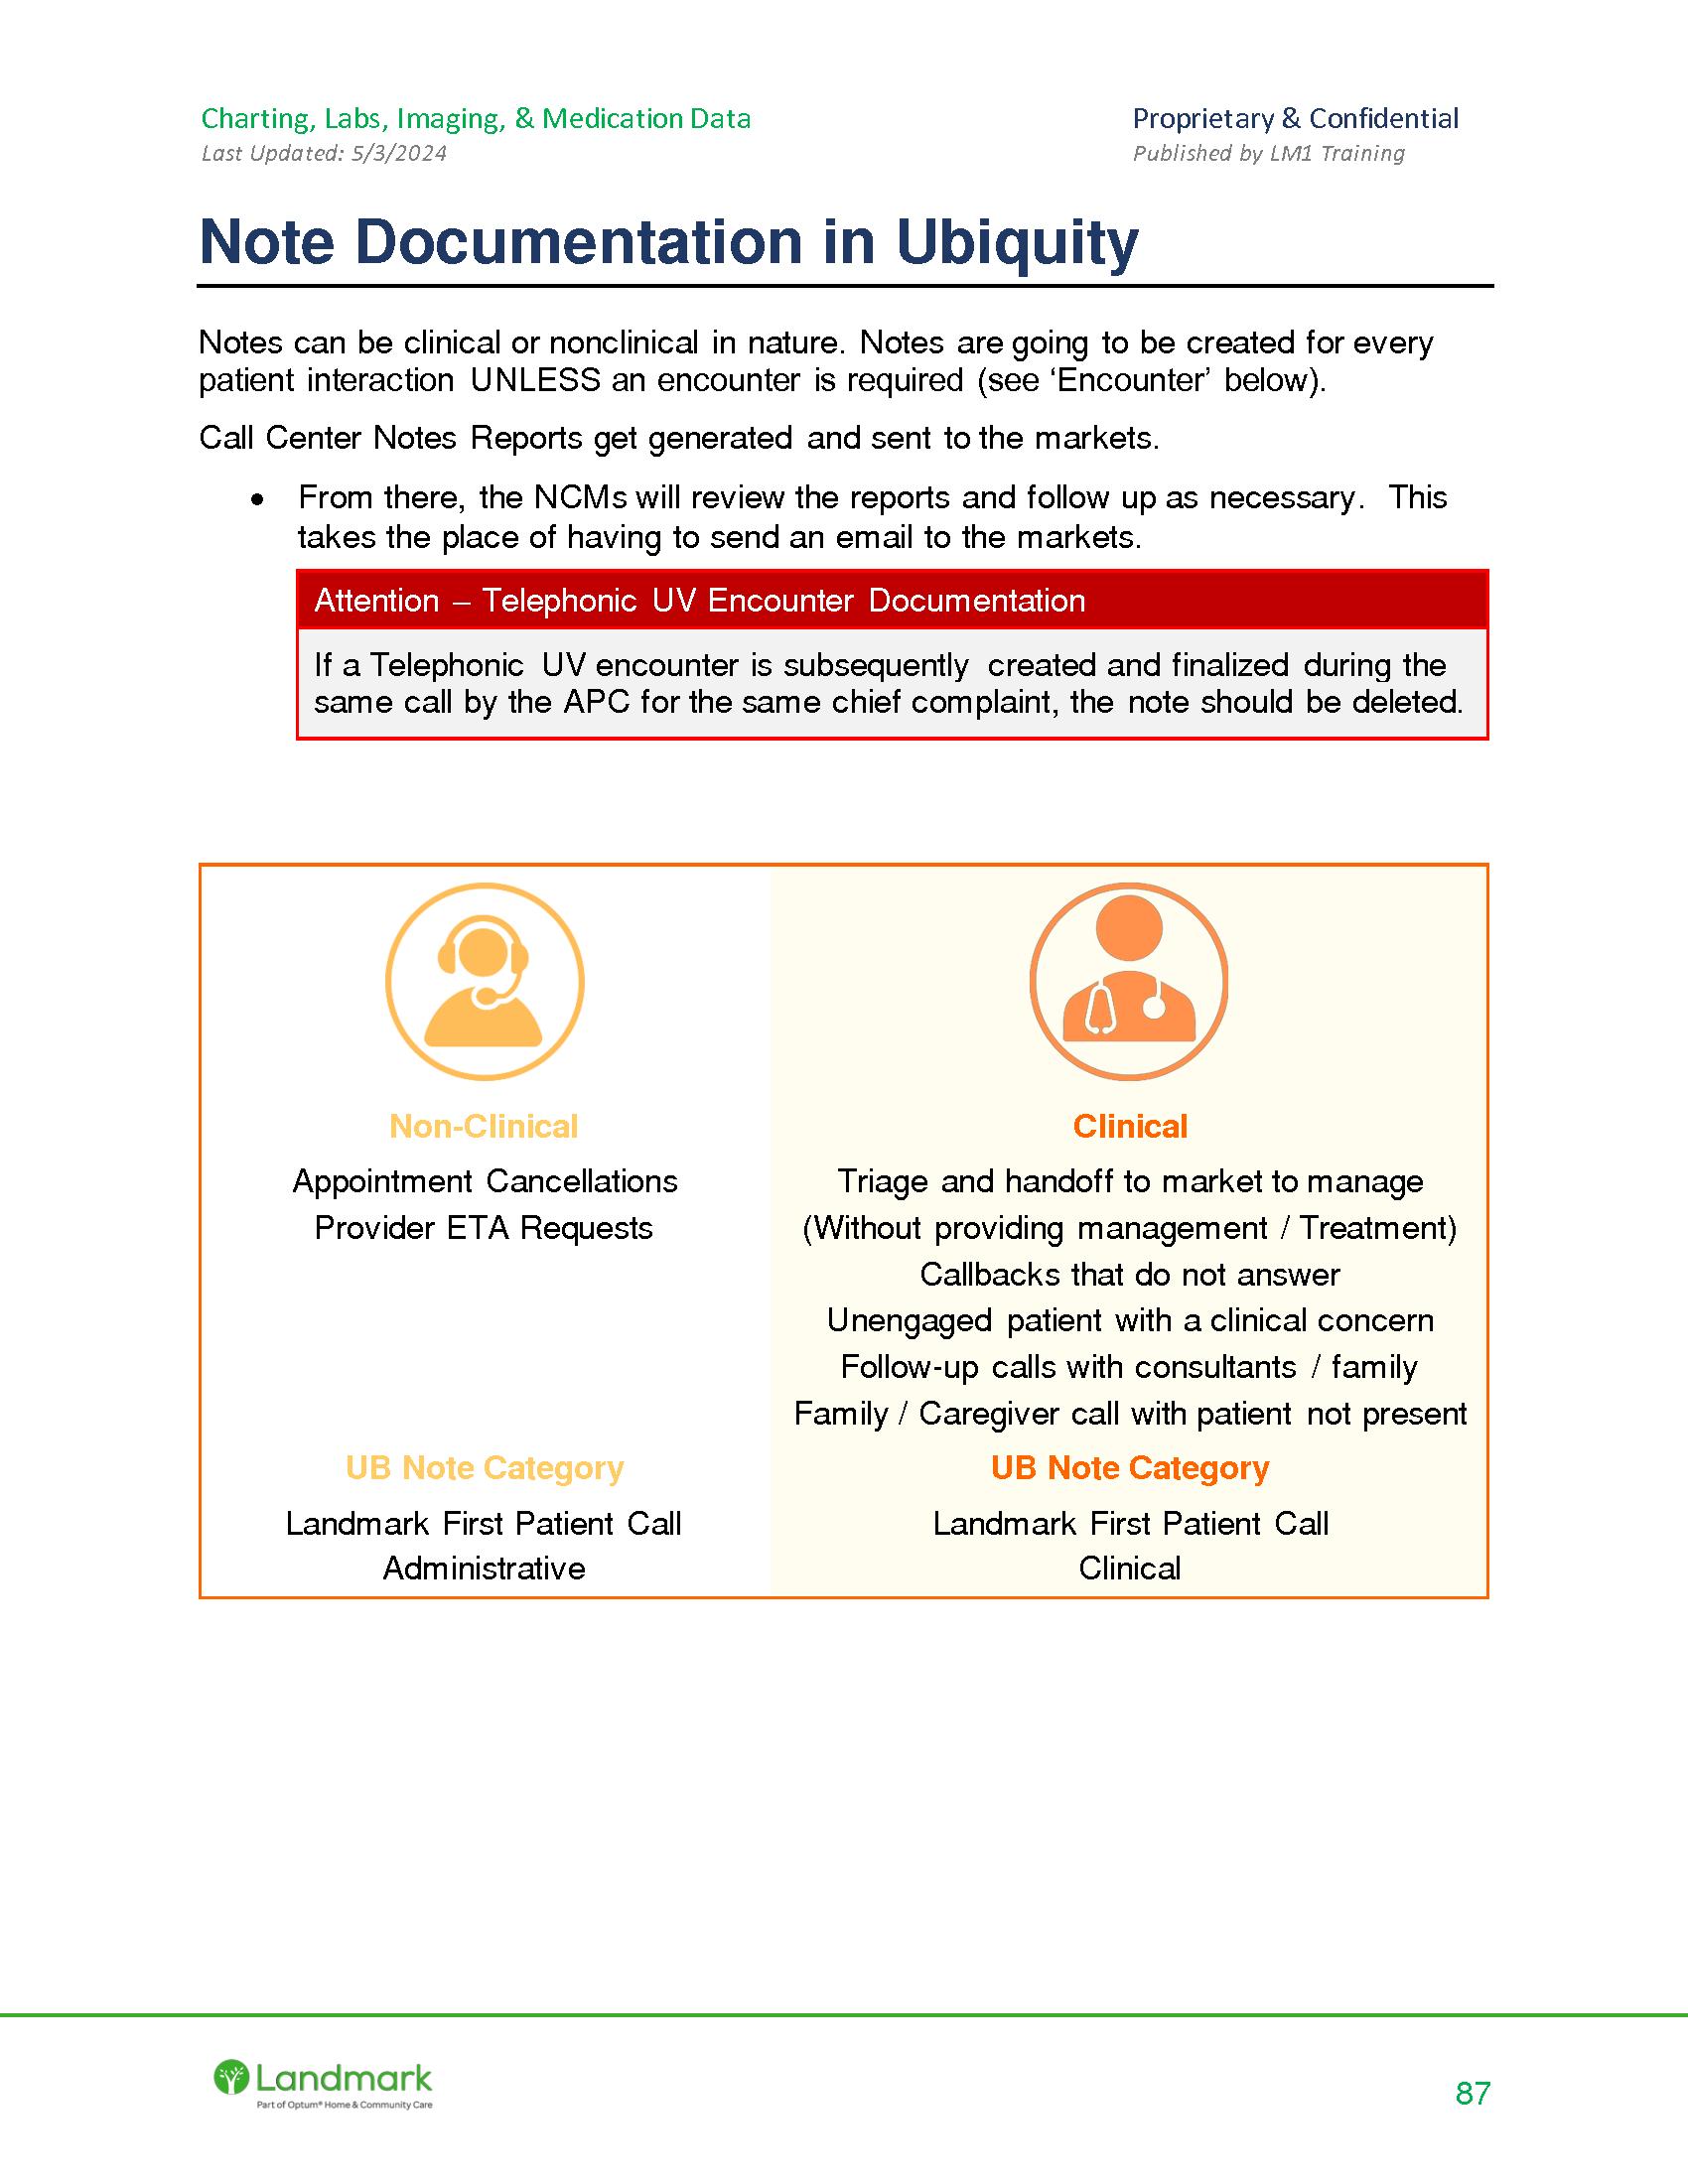 Charting, Labs, Imaging, & Medication Data
Proprietary & Confidential
Last Updated: 5/3/2024
Published by LM1 Training
Note Documentation in Ubiquity
Notes can be clinical or nonclinical in nature. Notes are going to be created for every
patient interaction UNLESS an encounter is required (see ‘Encounter’ below).
Call Center Notes Reports get generated and sent to the markets.
• From there, the NCMs will review the reports and follow up as necessary. This
takes the place of having to send an email to the markets.
Attention – Telephonic UV Encounter Documentation
If a Telephonic UV encounter is subsequently created and finalized during the
same call by the APC for the same chief complaint, the note should be deleted.
Non-Clinical
Appointment Cancellations
Provider ETA Requests
UB Note Category
Landmark First Patient Call
Administrative
Clinical
Triage and handoff to market to manage
(Without providing management / Treatment)
Callbacks that do not answer
Unengaged patient with a clinical concern
Follow-up calls with consultants / family
Family / Caregiver call with patient not present
UB Note Category
Landmark First Patient Call
Clinical
Landmark
Part of Optum® Home & Community Care
87